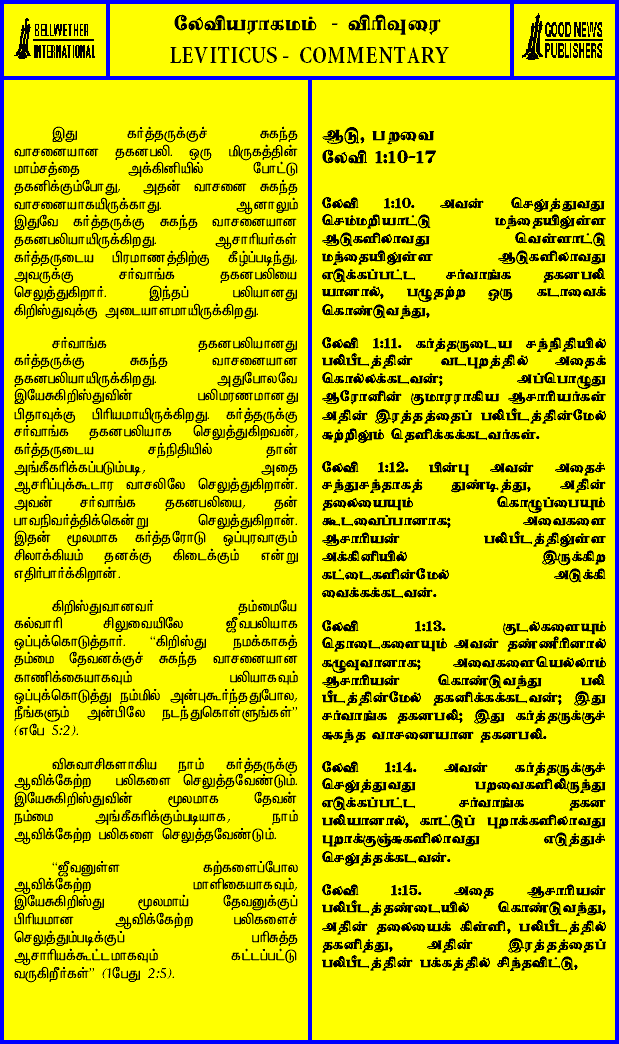 BELLWETHER
INTERNATIONAL
லேவியராகமம் - விரிவுரை
LEVITICUS - COMMENTARY
GOOD NEWS
PUBLISHERS
இது கர்த்தருக்குச் சுகந்த
வாசனையான தகனபலி. ஒரு மிருகத்தின்
மாம்சத்தை அக்கினியில் போட்டு
தகனிக்கும்போது, அதன் வாசனை சுகந்த
வாசனையாகயிருக்காது. ஆனாலும்
இதுவே கர்த்தருக்கு சுகந்த வாசனையான
தகனபலியாயிருக்கிறது. ஆசாரியர்கள்
கர்த்தருடைய பிரமாணத்திற்கு கீழ்ப்படிந்து,
அவருக்கு சர்வாங்க தகனபலியை
செலுத்துகிறார். இந்தப் பலியானது
கிறிஸ்துவுக்கு அடையாளமாயிருக்கிறது.
சர்வாங்க தகனபலியானது
கர்த்தருக்கு சுகந்த வாசனையான
தகனபலியாயிருக்கிறது. அதுபோலவே
இயேசுகிறிஸ்துவின் பலிமரணமானது
பிதாவுக்கு பிரியமாயிருக்கிறது. கர்த்தருக்கு
சர்வாங்க தகனபலியாக செலுத்துகிறவன்,
கர்த்தருடைய சந்நிதியில் தான்
அங்கீகரிக்கப்படும்படி, அதை
ஆசரிப்புக்கூடார வாசலிலே செலுத்துகிறான்.
அவன் சர்வாங்க தகனபலியை, தன்
பாவநிவர்த்திக்கென்று செலுத்துகிறான்.
இதன் மூலமாக கர்த்தரோடு ஒப்புரவாகும்
சிலாக்கியம் தனக்கு கிடைக்கும் என்று
எதிர்பார்க்கிறான்.
கிறிஸ்துவானவர் தம்மையே
கல்வாரி சிலுவையிலே ஜீவபலியாக
ஒப்புக்கொடுத்தார். “கிறிஸ்து நமக்காகத்
தம்மை தேவனுக்குச் சுகந்த வாசனையான
காணிக்கையாகவும் பலியாகவும்
ஒப்புக்கொடுத்து நம்மில் அன்புகூர்ந்ததுபோல,
நீங்களும் அன்பிலே நடந்துகொள்ளுங்கள்”
(எபே 5:2).
விசுவாசிகளாகிய நாம் கர்த்தருக்கு
ஆவிக்கேற்ற பலிகளை செலுத்தவேண்டும்.
இயேசுகிறிஸ்துவின் மூலமாக தேவன்
நம்மை அங்கீகரிக்கும்படியாக, நாம்
ஆவிக்கேற்ற பலிகளை செலுத்தவேண்டும்.
“ஜீவனுள்ள கற்களைப்போல
ஆவிக்கேற்ற மாளிகையாகவும்,
இயேசுகிறிஸ்து மூலமாய் தேவனுக்குப்
பிரியமான ஆவிக்கேற்ற பலிகளைச்
செலுத்தும்படிக்குப் பரிசுத்த
ஆசாரியக்கூட்டமாகவும் கட்டப்பட்டு
வருகிறீர்கள்” (1பேது 2:5).
ஆடு, பறவை
லேவி 1:10-17
லேவி 1:10. அவன் செலுத்துவது
செம்மறியாட்டு மந்தையிலுள்ள
ஆடுகளிலாவது வெள்ளாட்டு
மந்தையிலுள்ள ஆடுகளிலாவது
எடுக்கப்பட்ட சர்வாங்க தகனபலி
யானால், பழுதற்ற ஒரு கடாவைக்
கொண்டுவந்து,
லேவி 1:11. கர்த்தருடைய சந்நிதியில்
பலிபீடத்தின் வடபுறத்தில் அதைக்
கொல்லக்கடவன்; அப்பொழுது
ஆரோனின் குமாரராகிய ஆசாரியர்கள்
அதின் இரத்தத்தைப் பலிபீடத்தின்மேல்
சுற்றிலும் தெளிக்கக்கடவர்கள்.
லேவி 1:12. பின்பு அவன் அதைச்
சந்துசந்தாகத் துண்டித்து, அதின்
தலையையும் கொழுப்பையும்
கூடவைப்பானாக; அவைகளை
ஆசாரியன் பலிபீடத்திலுள்ள
அக்கினியில் இருக்கிற
கட்டைகளின்மேல் அடுக்கி
வைக்கக்கடவன்.
லேவி 1:13. குடல்களையும்
தொடைகளையும் அவன் தண்ணீரினால்
கழுவுவானாக; அவைகளையெல்லாம்
ஆசாரியன் கொண்டுவந்து பலி
பீடத்தின்மேல் தகனிக்கக்கடவன்; இது
சர்வாங்க தகனபலி; இது கர்த்தருக்குச்
சுகந்த வாசனையான தகனபலி.
லேவி 1:14. அவன் கர்த்தருக்குச்
செலுத்துவது பறவைகளிலிருந்து
எடுக்கப்பட்ட சர்வாங்க தகன
பலியானால், காட்டுப் புறாக்களிலாவது
புறாக்குஞ்சுகளிலாவது எடுத்துச்
செலுத்தக்கடவன்.
லேவி 1:15. அதை ஆசாரியன்
பலிபீடத்தண்டையில் கொண்டுவந்து,
அதின் தலையைக் கிள்ளி, பலிபீடத்தில்
தகனித்து, அதின் இரத்தத்தைப்
பலிபீடத்தின் பக்கத்தில் சிந்தவிட்டு,